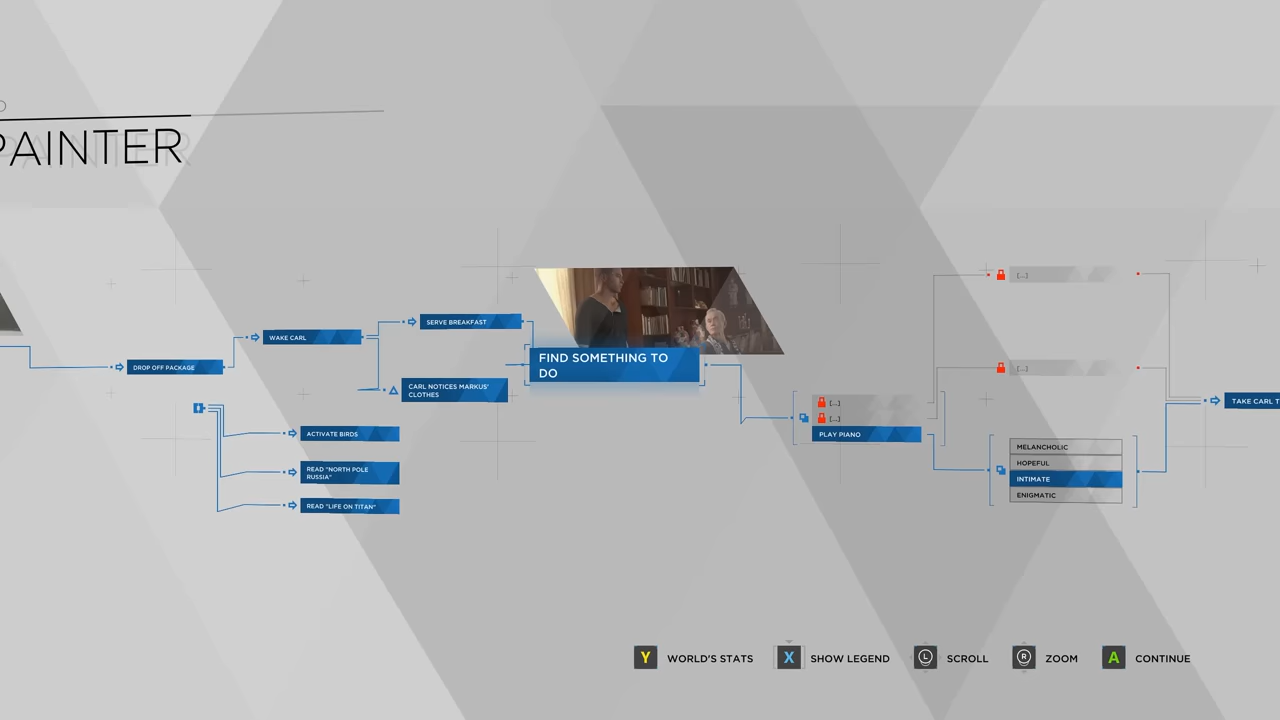 PAINTER
DROP OFF PACKAGE
WAKE CARL
SERVE BREAKFAST
CARL NOTICES MARKUS'
CLOTHES
ACTIVATE BIRDS
READ "NORTH POLE
RUSSIA"
READ "LIFE ON TITAN"
FIND SOMETHING TO
DO
[...]
[...]
PLAY PIANO
[...]
[...]
MELANCHOLIC
HOPEFUL
INTIMATE
ENIGMATIC
TAKE CARL T
Y WORLD'S STATS
X SHOW LEGEND
L SCROLL
R ZOOM
A CONTINUE